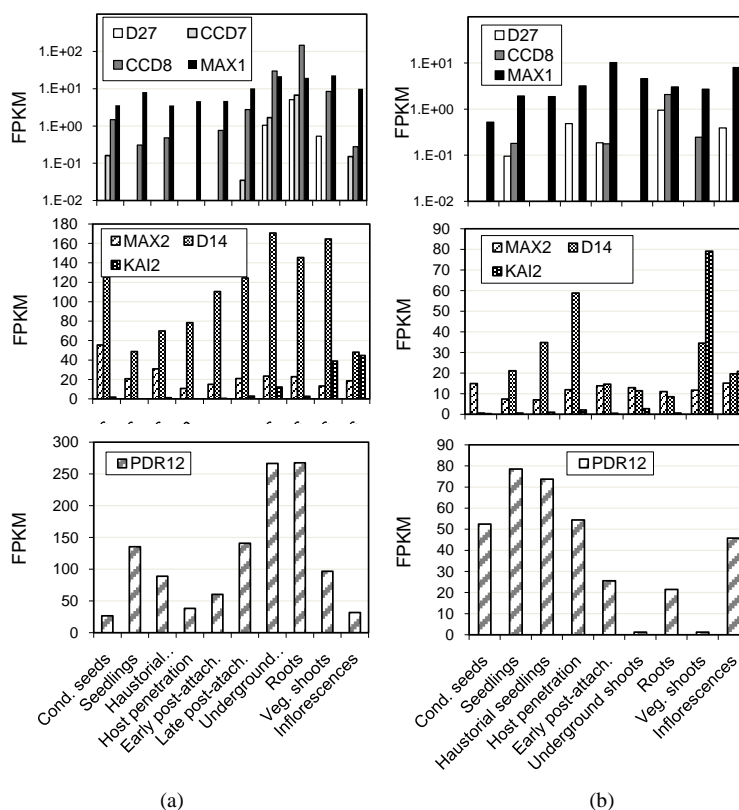 D27 CCD7
CCD8 MAX1
FPKM
1.E+02
1.E+01
1.E+00
1.E-01
1.E-02
MAX2 D14
KAI2
FPKM
180
160
140
120
100
80
60
40
20
0
PDR12
FPKM
300
250
200
150
100
50
0
Cond. seeds
Seedlings
Haustorial..
Host penetration
Early post-attach.
Late post-atach.
Underground..
Roots
Veg. shoots
Inflorescences
(a)
D27
CCD8
MAX1
FPKM
1.E+02
1.E+01
1.E+00
1.E-01
1.E-02
MAX2 D14
KAI2
FPKM
90
80
70
60
50
40
30
20
10
0
PDR12
FPKM
90
80
70
60
50
40
30
20
10
0
Cond. seeds
Seedlings
Haustorial seedlings
Host penetration
Early post-attach.
Underground shoots
Roots
Veg. shoots
Inflorescences
(b)